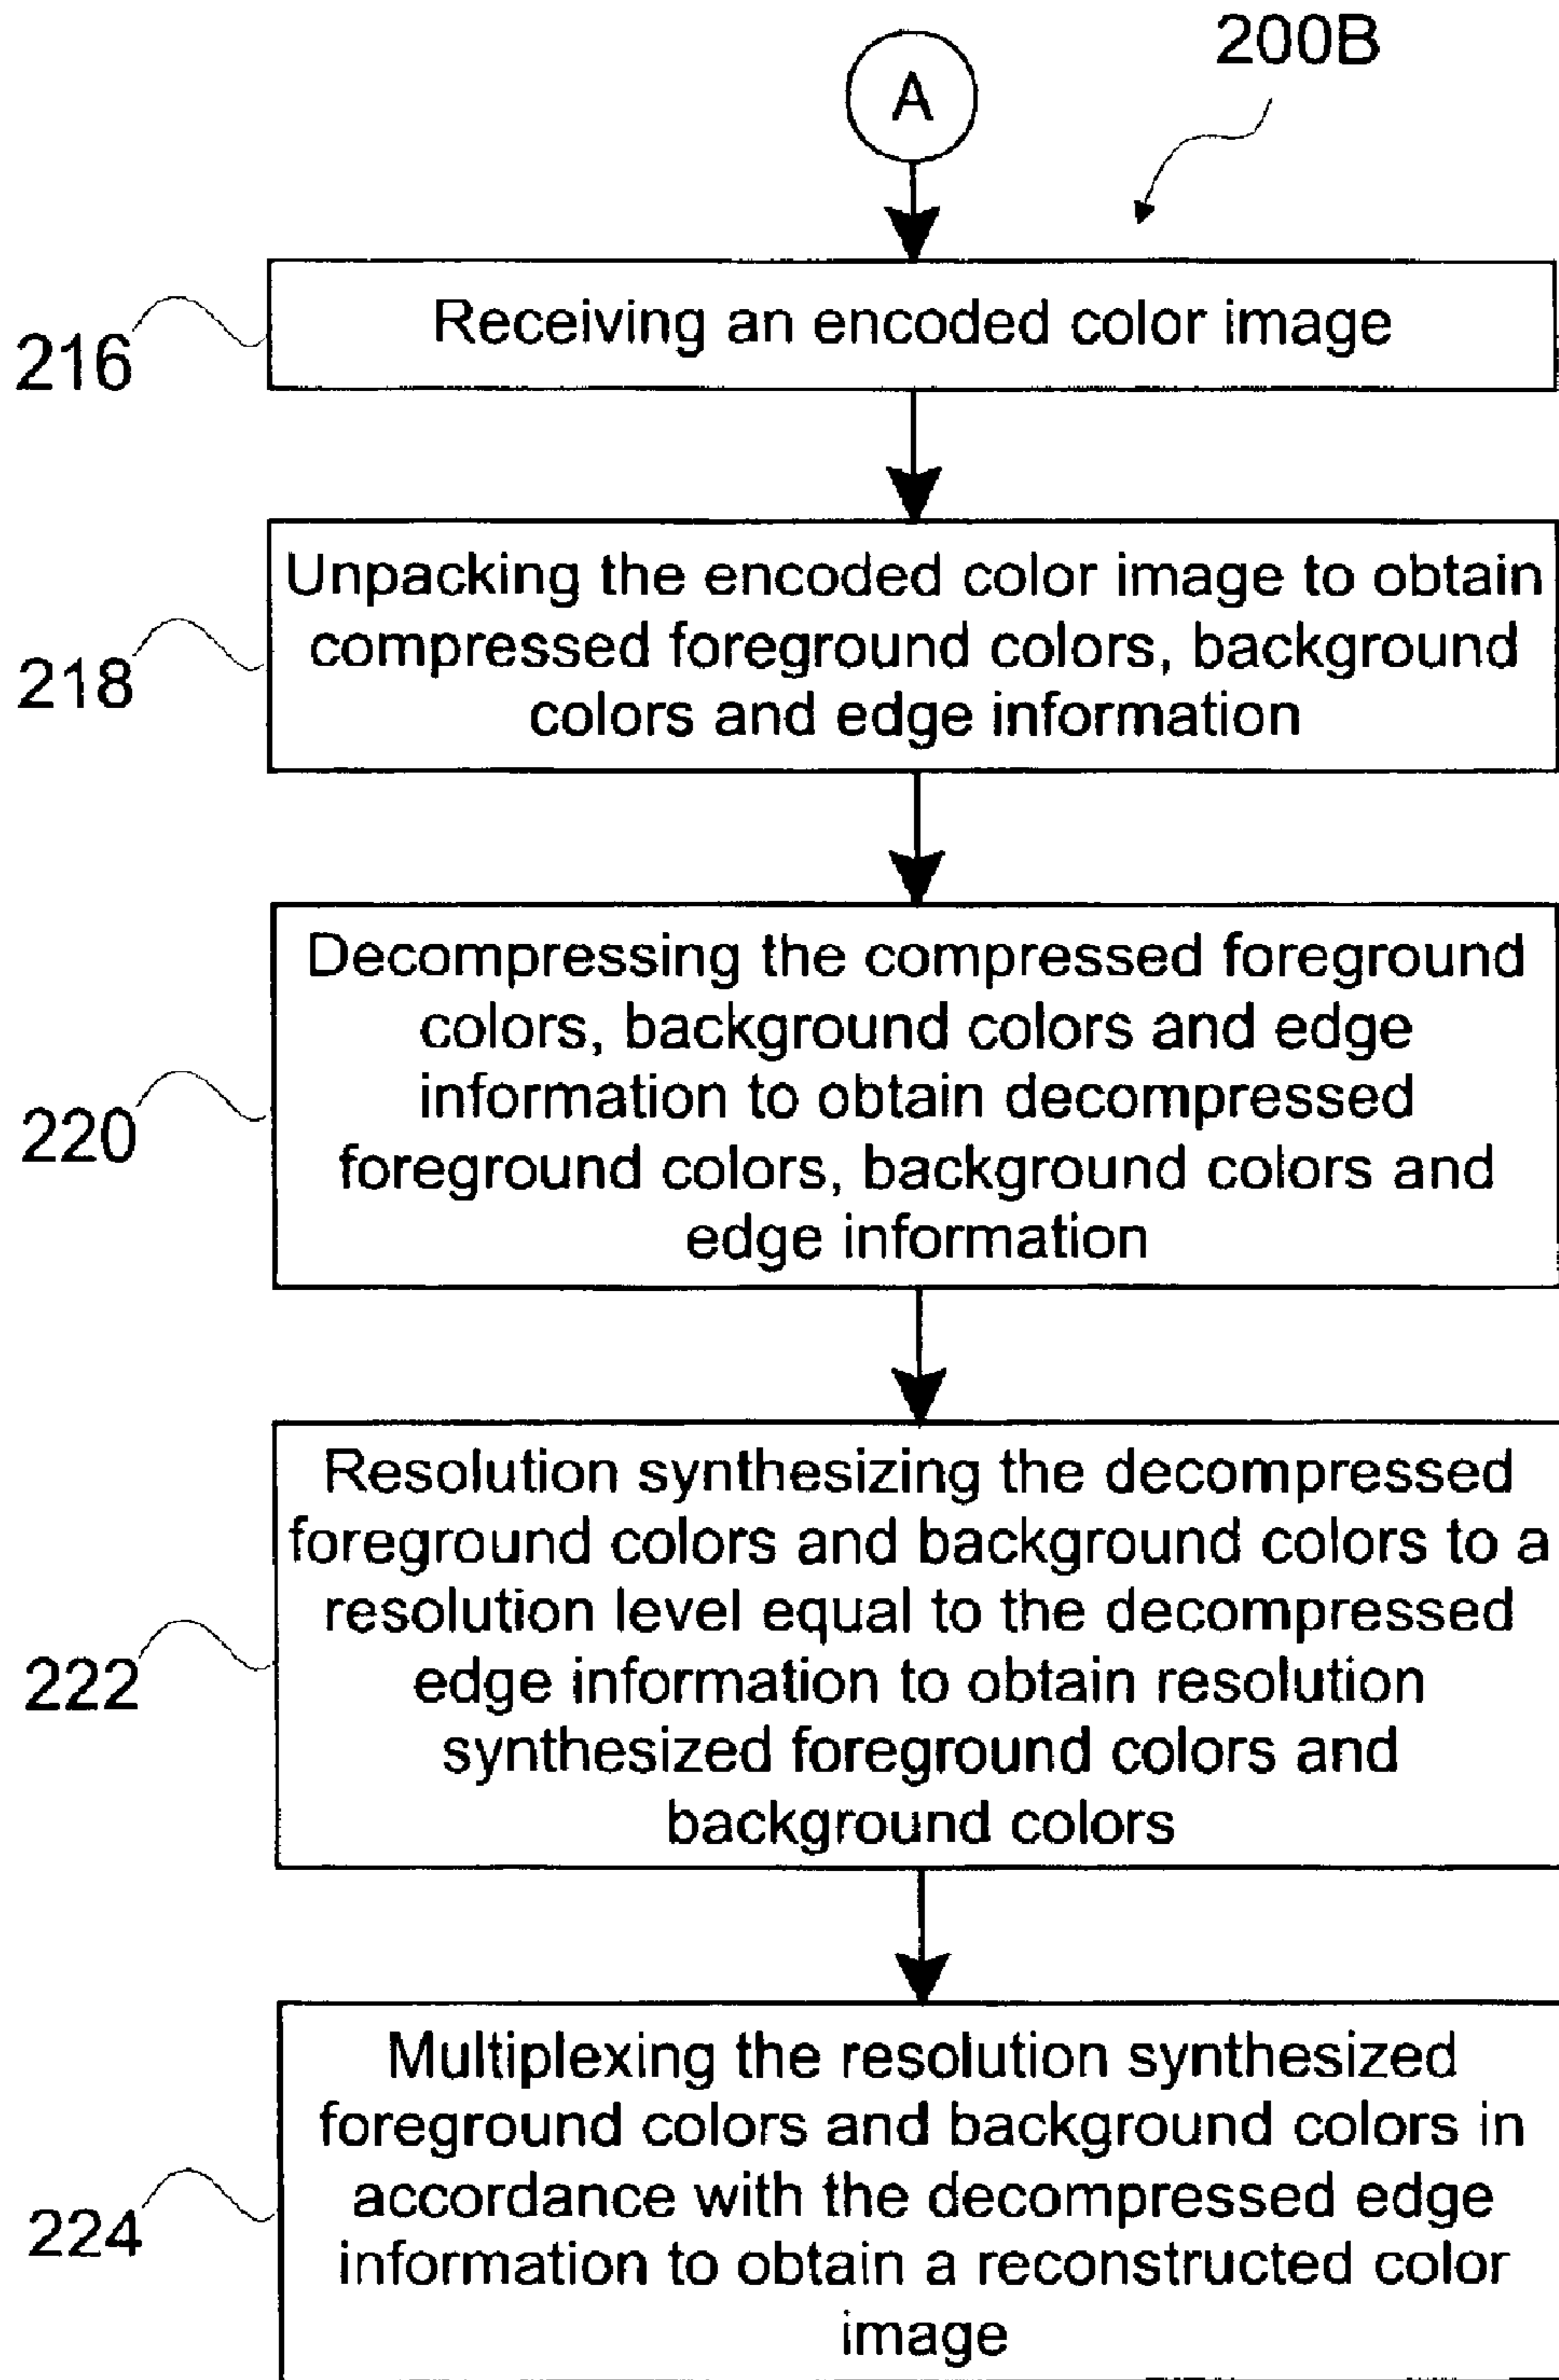 200B
A
216
Receiving an encoded color image
218
Unpacking the encoded color image to obtain
compressed foreground colors, background
colors and edge information
220
Decompressing the compressed foreground
colors, background colors and edge
information to obtain decompressed
foreground colors, background colors and
edge information
222
Resolution synthesizing the decompressed
foreground colors and background colors to a
resolution level equal to the decompressed
edge information to obtain resolution
synthesized foreground colors and
background colors
224
Multiplexing the resolution synthesized
foreground colors and background colors in
accordance with the decompressed edge
information to obtain a reconstructed color
image